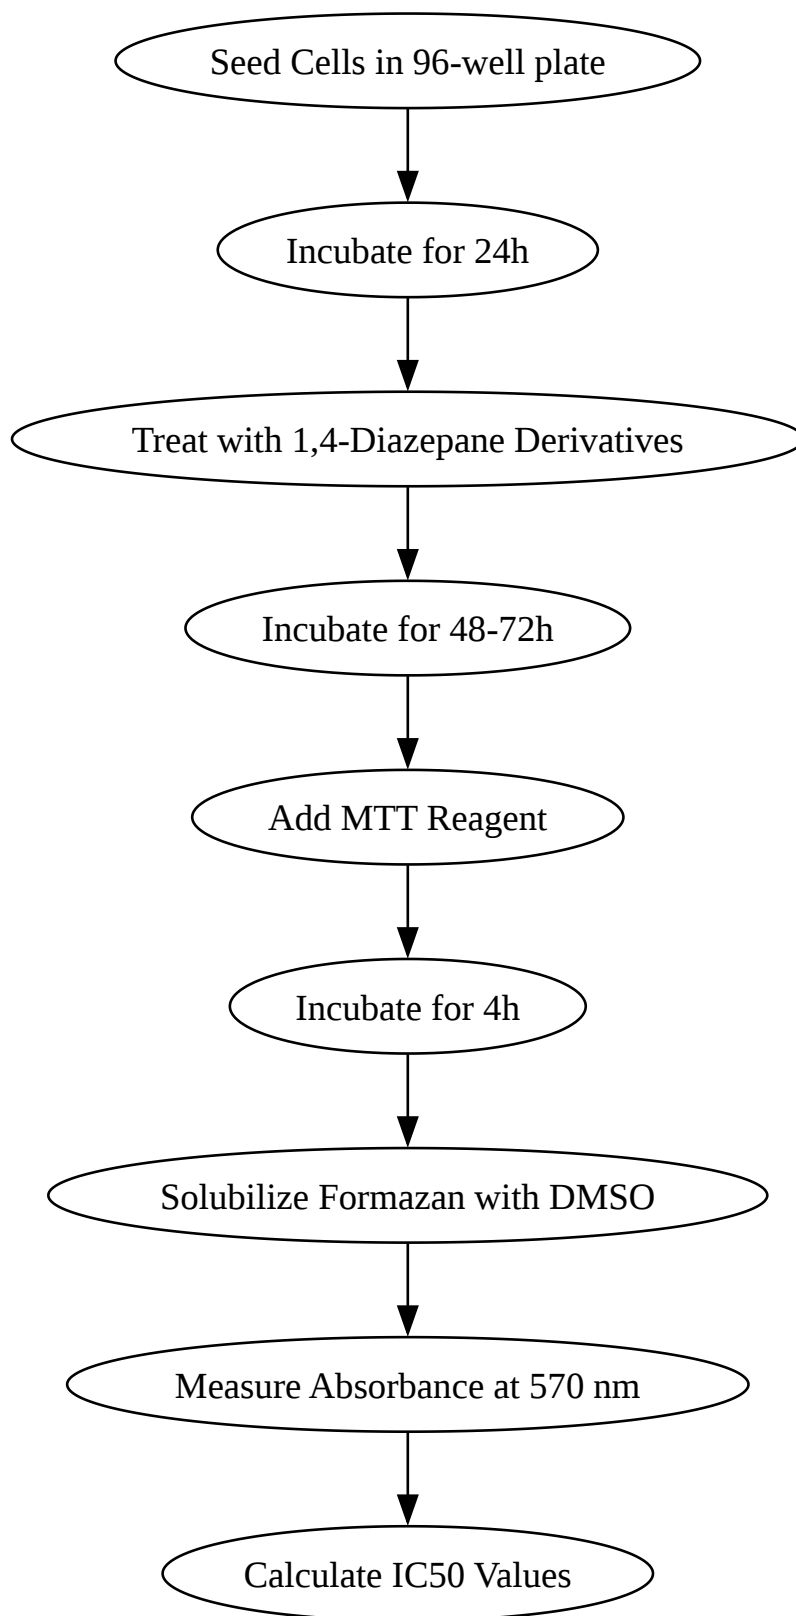 Seed Cells in 96-well plate
Incubate for 24h
Treat with 1,4-Diazepane Derivatives
Incubate for 48-72h
Add MTT Reagent
Incubate for 4h
Solubilize Formazan with DMSO
Measure Absorbance at 570 nm
Calculate IC50 Values